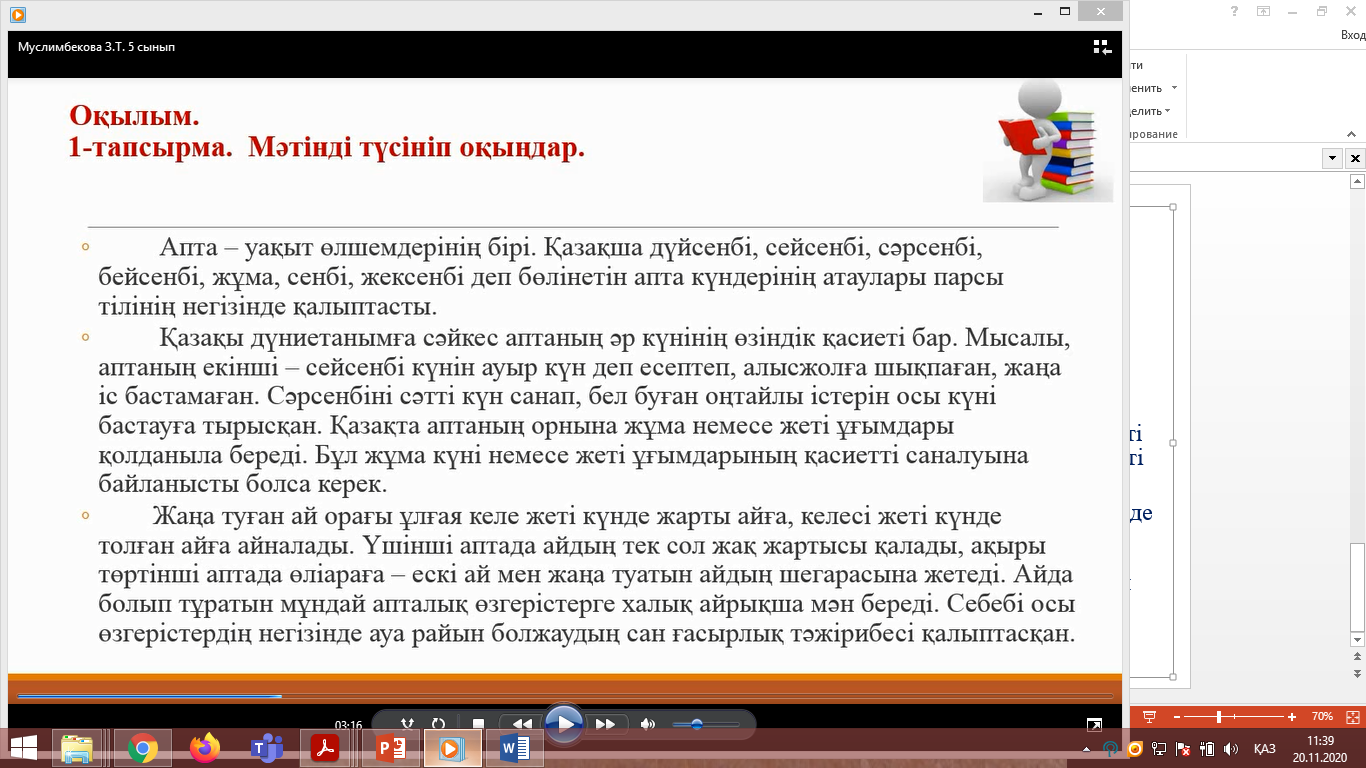 Муслимбекова З.Т. 5 сынып
Вход
Оқылым.
1-тапсырма. Мәтінді түсініп оқыңдар.
Апта – уақыт өлшемдерінің бірі. Қазақша дүйсенбі, сейсенбі, сәрсенбі,
бейсенбі, жұма, сенбі, жексенбі деп бөлінетін апта күндерінің атаулары парсы
тілінің негізінде қалыптасты.
Қазақы дүниетанымға сәйкес аптаның әр күнінің өзіндік қасиеті бар. Мысалы,
аптаның екінші – сейсенбі күнін ауыр күн деп есептеп, алысжолға шықпаған, жаңа
іс бастамаған. Сәрсенбіні сәтті күн санап, бел буған оңтайлы істерін осы күні
бастауға тырысқан. Қазақта аптаның орнына жұма немесе жеті ұғымдары
қолданыла береді. Бұл жұма күні немесе жеті ұғымдарының қасиетті саналуына
байланысты болса керек.
Жаңа туған ай орағы ұлғая келе жеті күнде жарты айға, келесі жеті күнде
толған айға айналады. Үшінші аптада айдың тек сол жақ жартысы қалады, ақыры
төртінші аптада өліараға – ескі ай мен жаңа туатын айдың шегарасына жетеді. Айда
болып тұратын мұндай апталық өзгерістерге халық айрықша мән береді. Себебі осы
өзгерістердің негізінде ауа райын болжаудың сан ғасырлық тәжірибесі қалыптасқан.
ти
енить
делить
ирование
ті
ті
де
03:16
70%
ҚАЗ
11:39
20.11.2020